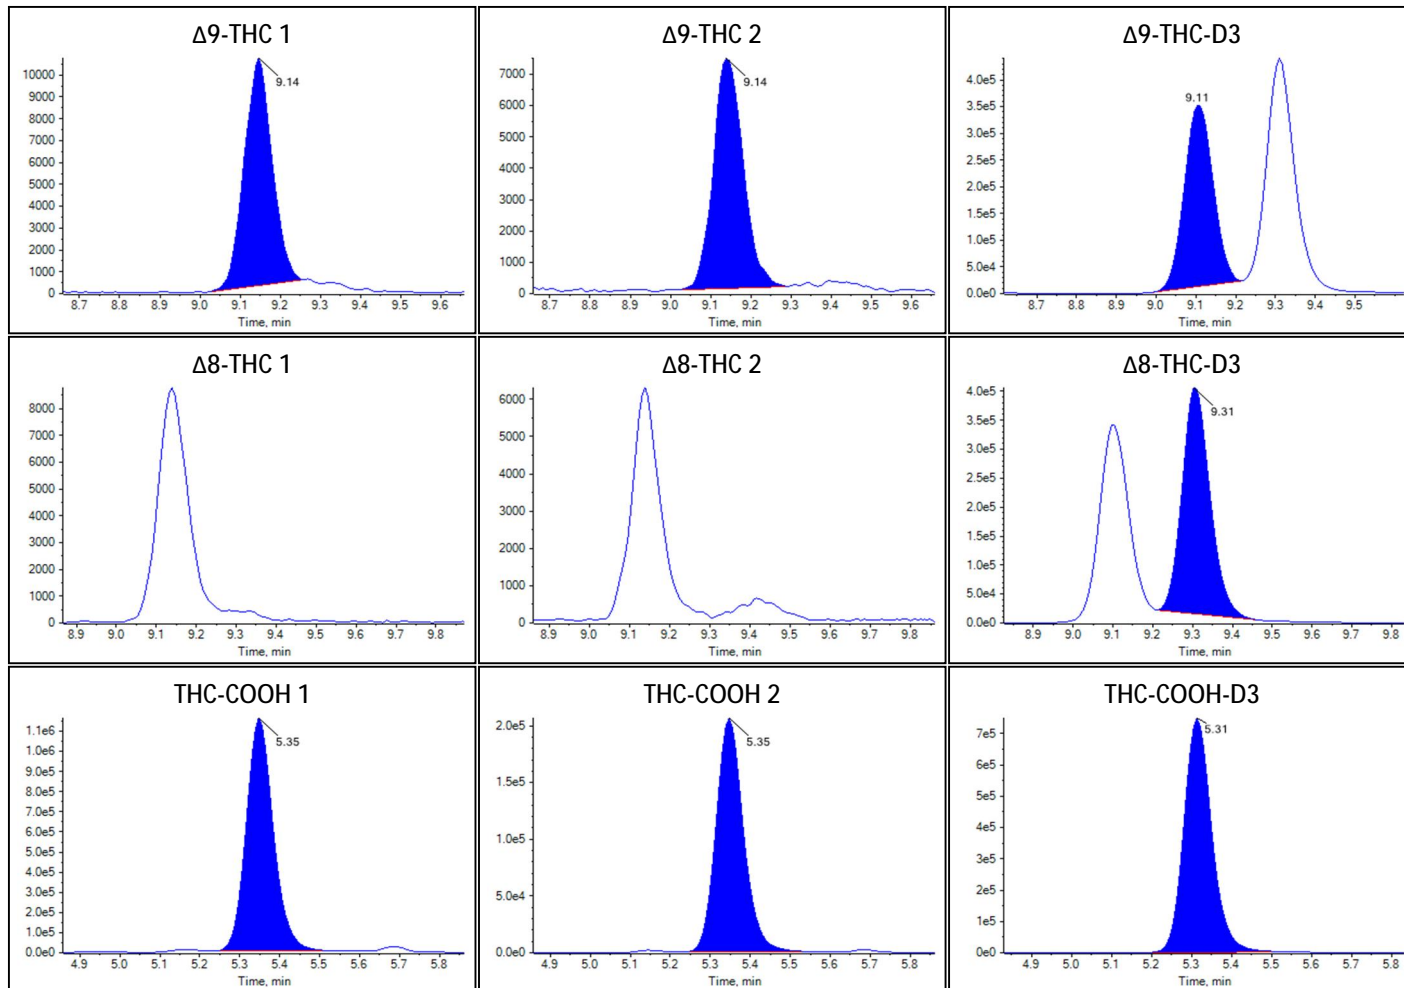 Δ9-THC 1
10000
9000
8000
7000
6000
5000
4000
3000
2000
1000
0
9.14
8.7 8.8 8.9 9.0 9.1 9.2 9.3 9.4 9.5 9.6
Time, min
Δ9-THC 2
7000
6000
5000
4000
3000
2000
1000
0
9.14
8.7 8.8 8.9 9.0 9.1 9.2 9.3 9.4 9.5 9.6
Time, min
Δ9-THC-D3
4.0e5
3.5e5
3.0e5
2.5e5
2.0e5
1.5e5
1.0e5
5.0e4
0.0e0
9.11
8.7 8.8 8.9 9.0 9.1 9.2 9.3 9.4 9.5
Time, min
Δ8-THC 1
8000
7000
6000
5000
4000
3000
2000
1000
0
8.9 9.0 9.1 9.2 9.3 9.4 9.5 9.6 9.7 9.8
Time, min
Δ8-THC 2
6000
5000
4000
3000
2000
1000
0
8.9 9.0 9.1 9.2 9.3 9.4 9.5 9.6 9.7 9.8
Time, min
Δ8-THC-D3
4.0e5
3.5e5
3.0e5
2.5e5
2.0e5
1.5e5
1.0e5
5.0e4
0.0e0
9.31
8.9 9.0 9.1 9.2 9.3 9.4 9.5 9.6 9.7 9.8
Time, min
THC-COOH 1
1.1e6
1.0e6
9.0e5
8.0e5
7.0e5
6.0e5
5.0e5
4.0e5
3.0e5
2.0e5
1.0e5
0.0e0
5.35
4.9 5.0 5.1 5.2 5.3 5.4 5.5 5.6 5.7 5.8
Time, min
THC-COOH 2
2.0e5
1.5e5
1.0e5
5.0e4
0.0e0
5.35
4.9 5.0 5.1 5.2 5.3 5.4 5.5 5.6 5.7 5.8
Time, min
THC-COOH-D3
7e5
6e5
5e5
4e5
3e5
2e5
1e5
0e0
5.31
4.9 5.0 5.1 5.2 5.3 5.4 5.5 5.6 5.7 5.8
Time, min